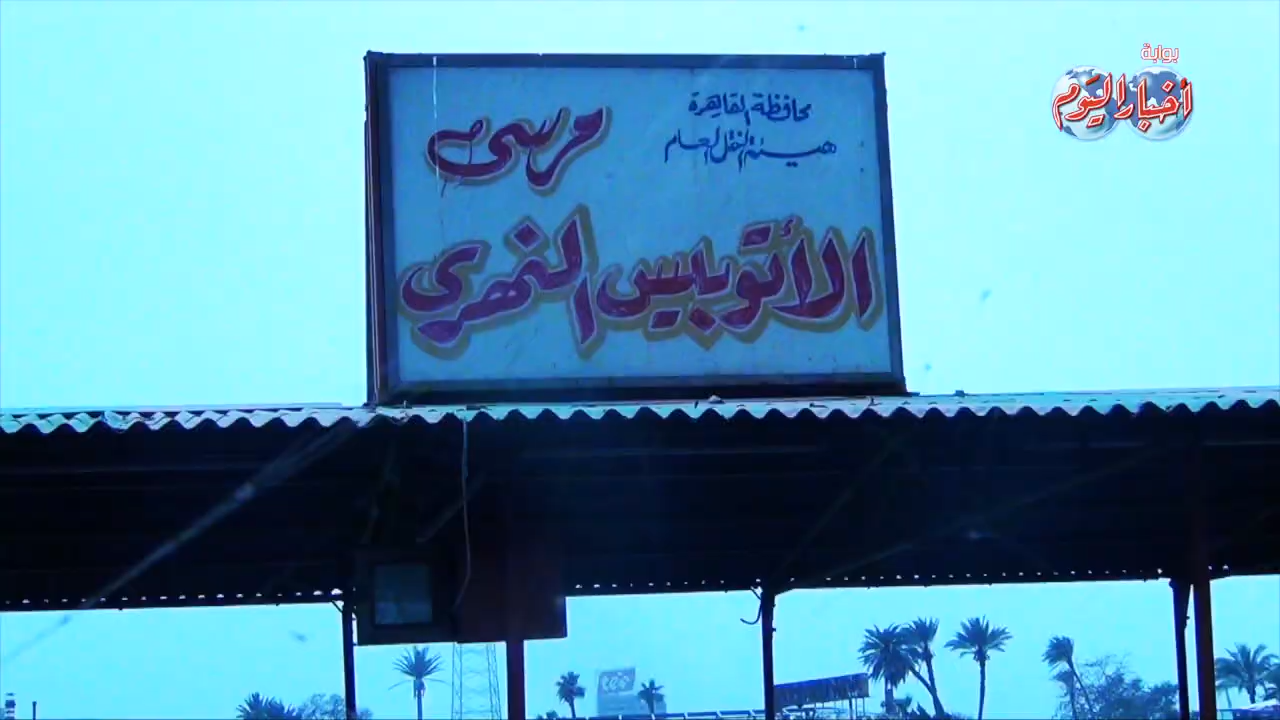 بوابة
أخبار اليوم
محافظة القاهرة
هيئة النقل العام
مرسى
الأتوبيس النهري